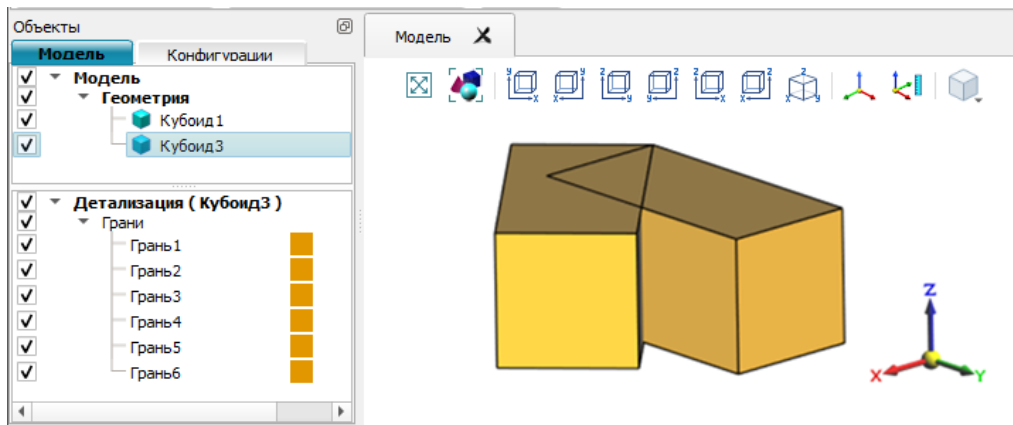 Объекты
Модель
Конфигурации
Модель
Геометрия
Кубоид1
Кубоид3
Детализация ( Кубоид3 )
Грани
Грань1
Грань2
Грань3
Грань4
Грань5
Грань6
Модель
y x
y x
z y
z y
z x
z x
z x y
Z
X
Y